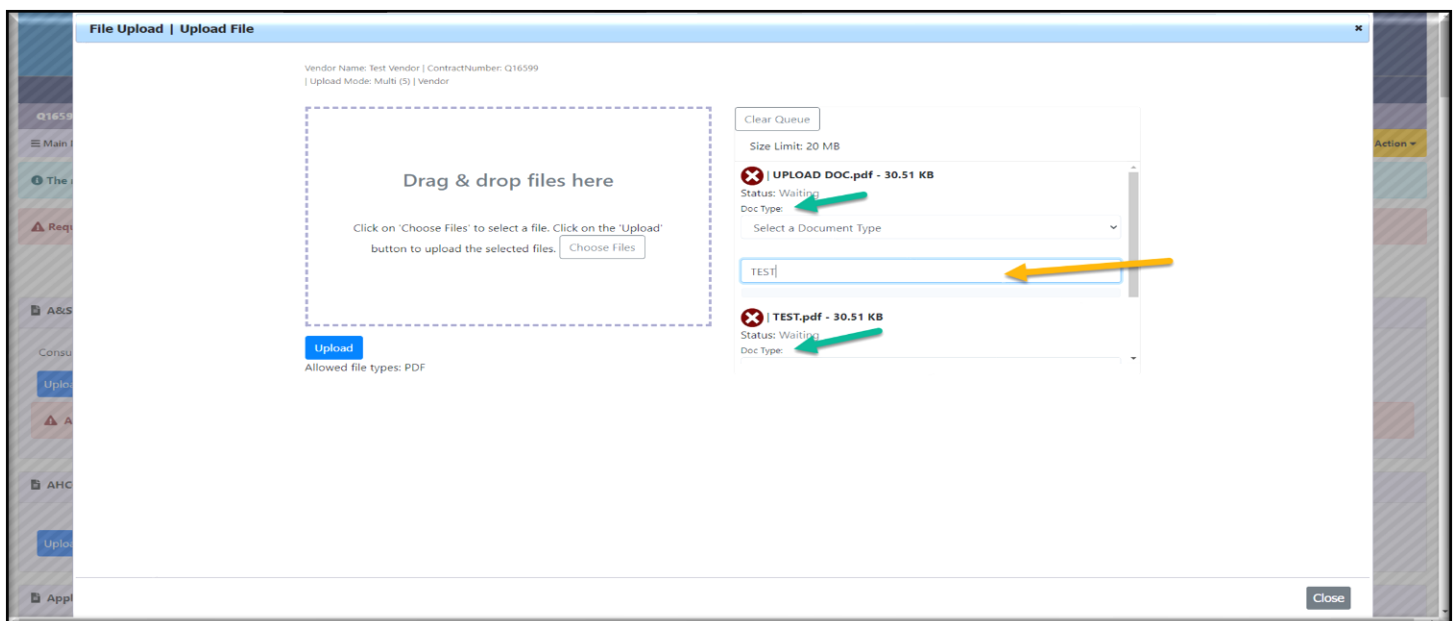 File Upload | Upload File
×
Vendor Name: Test Vendor | ContractNumber: Q16599
| Upload Mode: Multi (5) | Vendor
Drag & drop files here
Click on 'Choose Files' to select a file. Click on the 'Upload'
button to upload the selected files. Choose Files
Upload
Allowed file types: PDF
Clear Queue
Size Limit: 20 MB
| UPLOAD DOC.pdf - 30.51 KB
Status: Waiting
Doc Type:
Select a Document Type
TEST
| TEST.pdf - 30.51 KB
Status: Waiting
Doc Type:
Close
Q1659
Main
Action
The
A&S
Uplo
A
AHC
Uplo
Appl